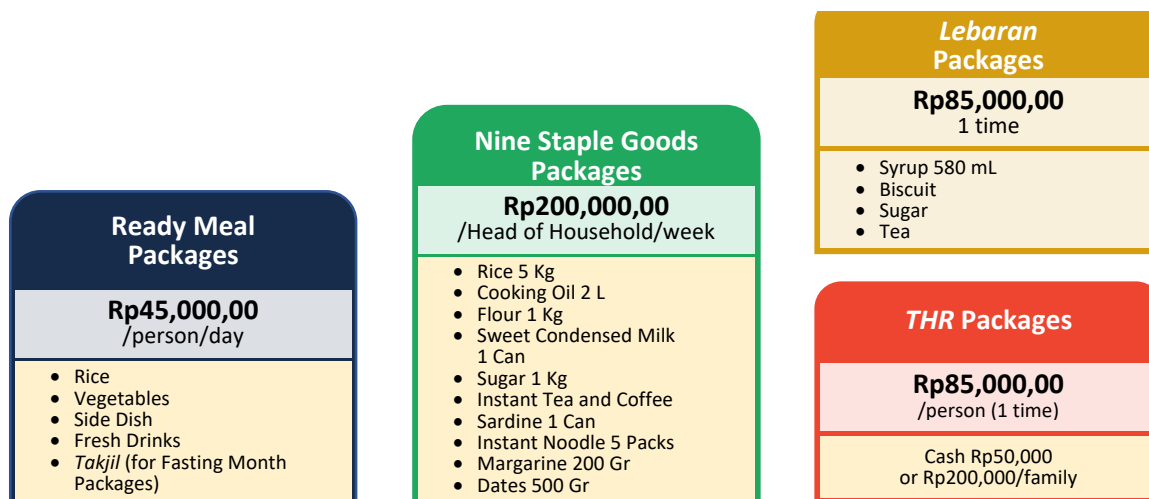 Ready Meal
Packages
Rp45,000,00
/person/day
• Rice
• Vegetables
• Side Dish
• Fresh Drinks
• Takjil (for Fasting Month
Packages)
Nine Staple Goods
Packages
Rp200,000,00
/Head of Household/week
• Rice 5 Kg
• Cooking Oil 2 L
• Flour 1 Kg
• Sweet Condensed Milk
1 Can
• Sugar 1 Kg
• Instant Tea and Coffee
• Sardine 1 Can
• Instant Noodle 5 Packs
• Margarine 200 Gr
• Dates 500 Gr
Lebaran
Packages
Rp85,000,00
1 time
• Syrup 580 mL
• Biscuit
• Sugar
• Tea
THR Packages
Rp85,000,00
/person (1 time)
Cash Rp50,000
or Rp200,000/family